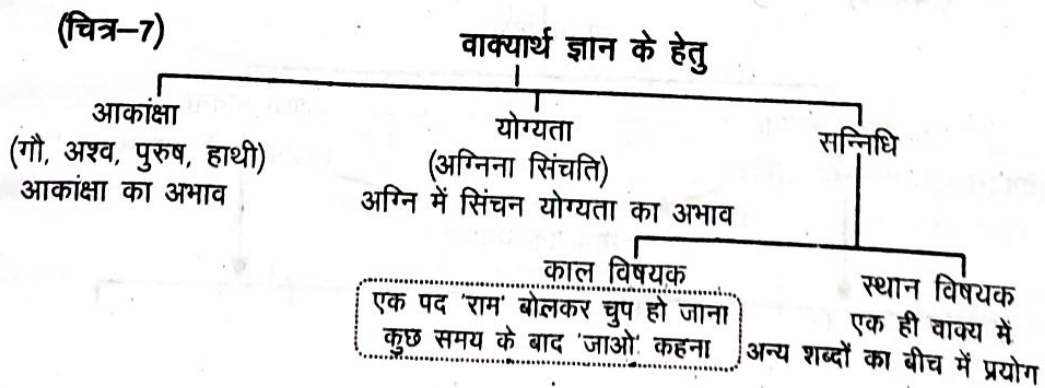 (चित्र–7)
वाक्यार्थ ज्ञान के हेतु
आकांक्षा
(गौ, अश्व, पुरुष, हाथी)
आकांक्षा का अभाव
योग्यता
(अग्निना सिंचति)
अग्नि में सिंचन योग्यता का अभाव
सन्निधि
काल विषयक
एक पद 'राम' बोलकर चुप हो जाना
कुछ समय के बाद 'जाओ' कहना
स्थान विषयक
एक ही वाक्य में
अन्य शब्दों का बीच में प्रयोग